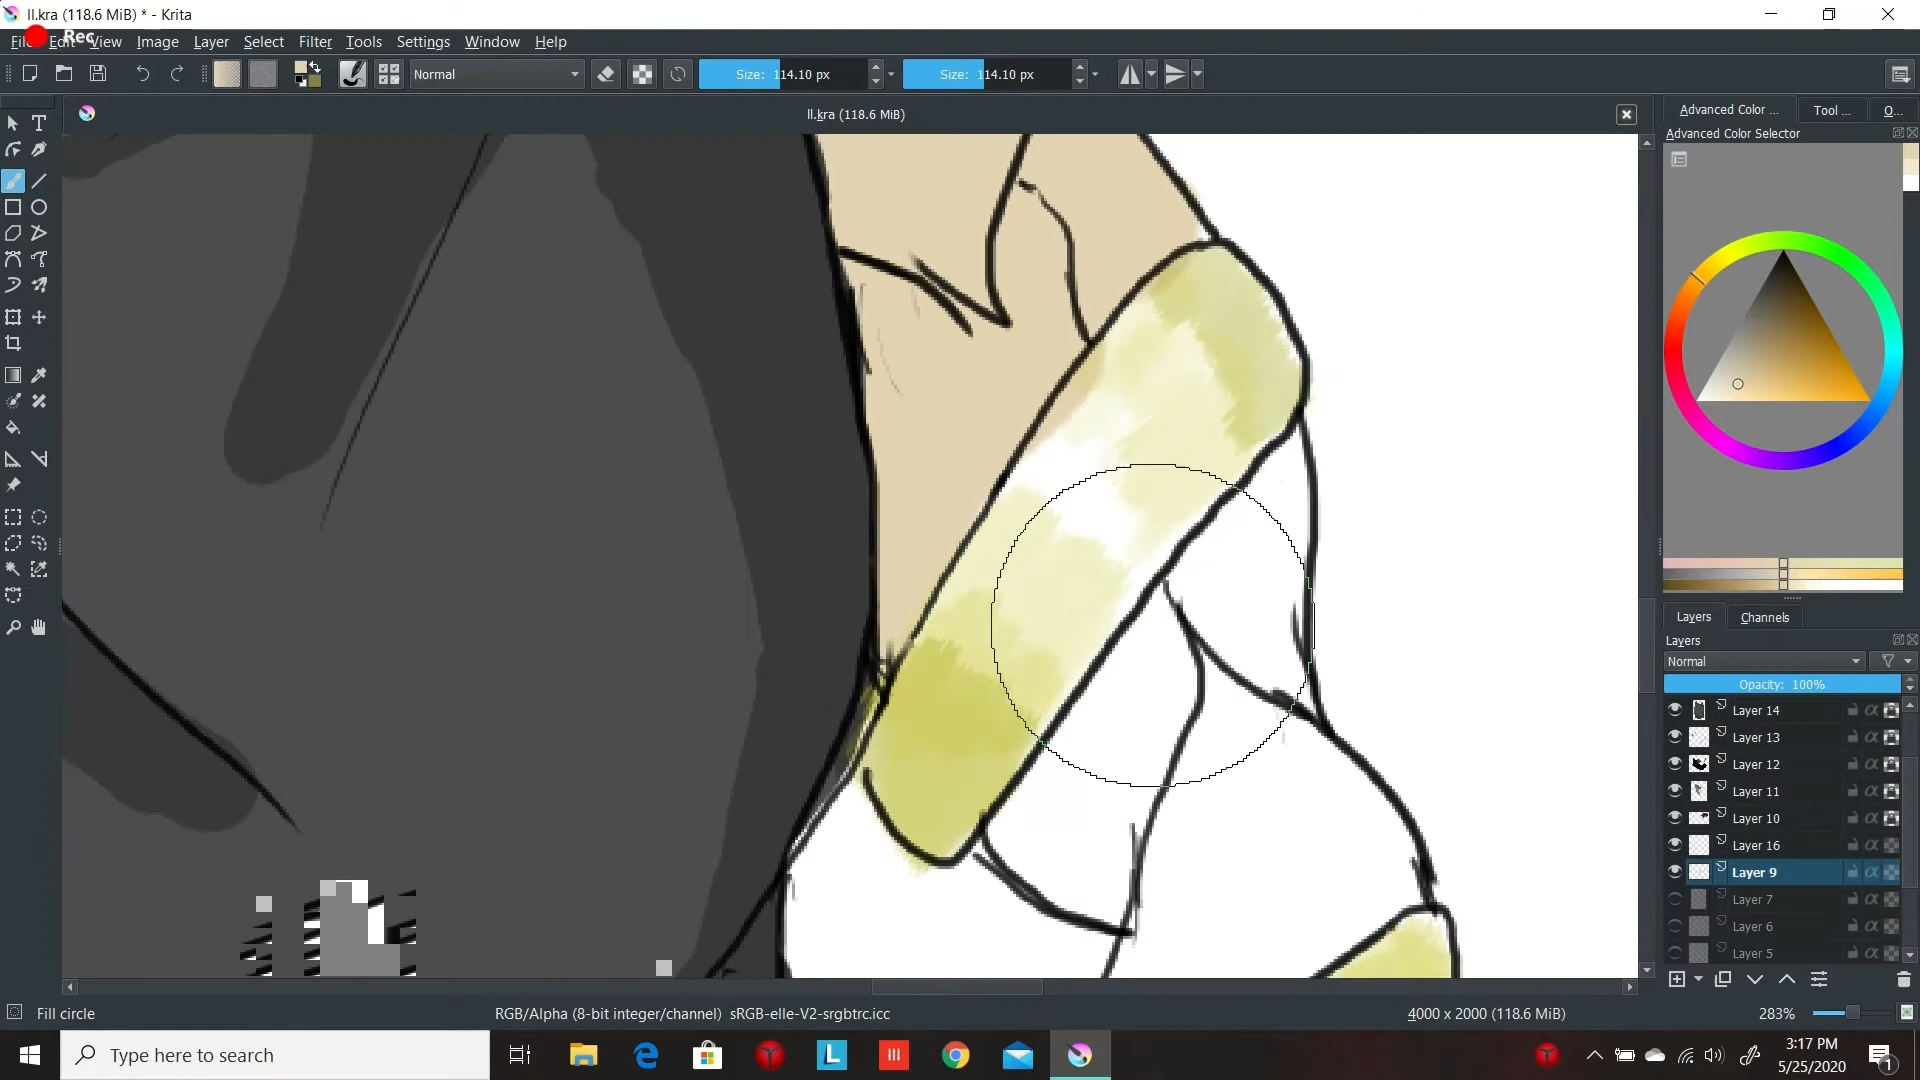 ll.kra (118.6 MiB) * - Krita
Rec
File Edit View Image Layer Select Filter Tools Settings Window Help
Normal
Size: 114.10 px
Size: 114.10 px
ll.kra (118.6 MiB)
Advanced Color ...
Tool ...
O...
Advanced Color Selector
Layers
Channels
Layers
Normal
Opacity: 100%
Layer 14
Layer 13
Layer 12
Layer 11
Layer 10
Layer 16
Layer 9
Layer 7
Layer 6
Layer 5
Fill circle
RGB/Alpha (8-bit integer/channel) sRGB-elle-V2-srgbtrc.icc
4000 x 2000 (118.6 MiB)
283%
Type here to search
L
3:17 PM
5/25/2020
1